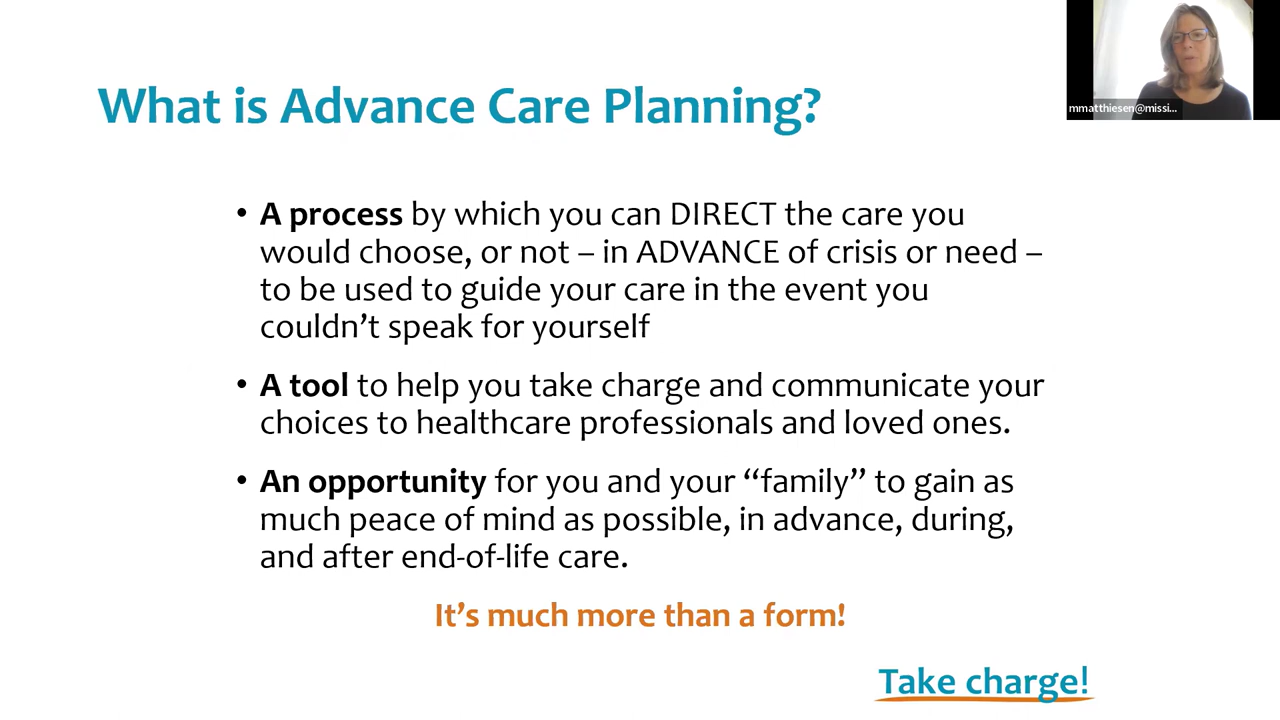 What is Advance Care Planning?
mmatthiesen@missi...
• A process by which you can DIRECT the care you
would choose, or not – in ADVANCE of crisis or need –
to be used to guide your care in the event you
couldn’t speak for yourself
• A tool to help you take charge and communicate your
choices to healthcare professionals and loved ones.
• An opportunity for you and your “family” to gain as
much peace of mind as possible, in advance, during,
and after end-of-life care.
It’s much more than a form!
Take charge!